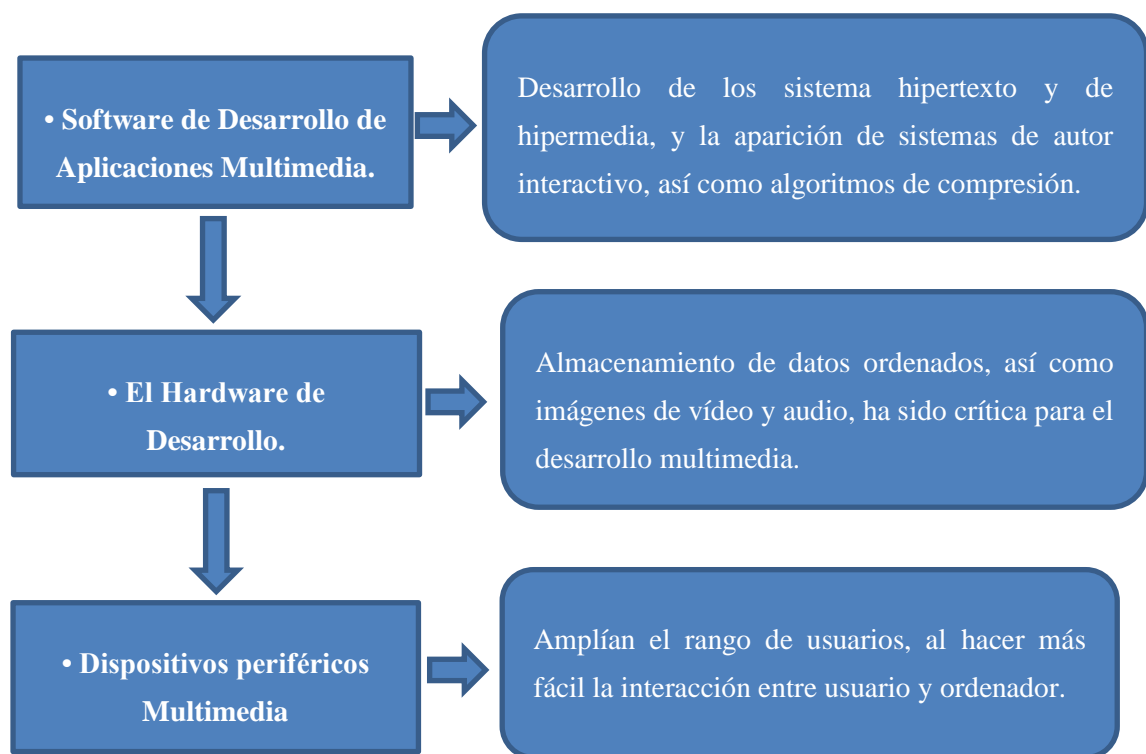 • Software de Desarrollo de
Aplicaciones Multimedia.
Desarrollo de los sistema hipertexto y de
hipermedia, y la aparición de sistemas de autor
interactivo, así como algoritmos de compresión.
• El Hardware de
Desarrollo.
Almacenamiento de datos ordenados, así como
imágenes de vídeo y audio, ha sido crítica para el
desarrollo multimedia.
• Dispositivos periféricos
Multimedia
Amplían el rango de usuarios, al hacer más
fácil la interacción entre usuario y ordenador.